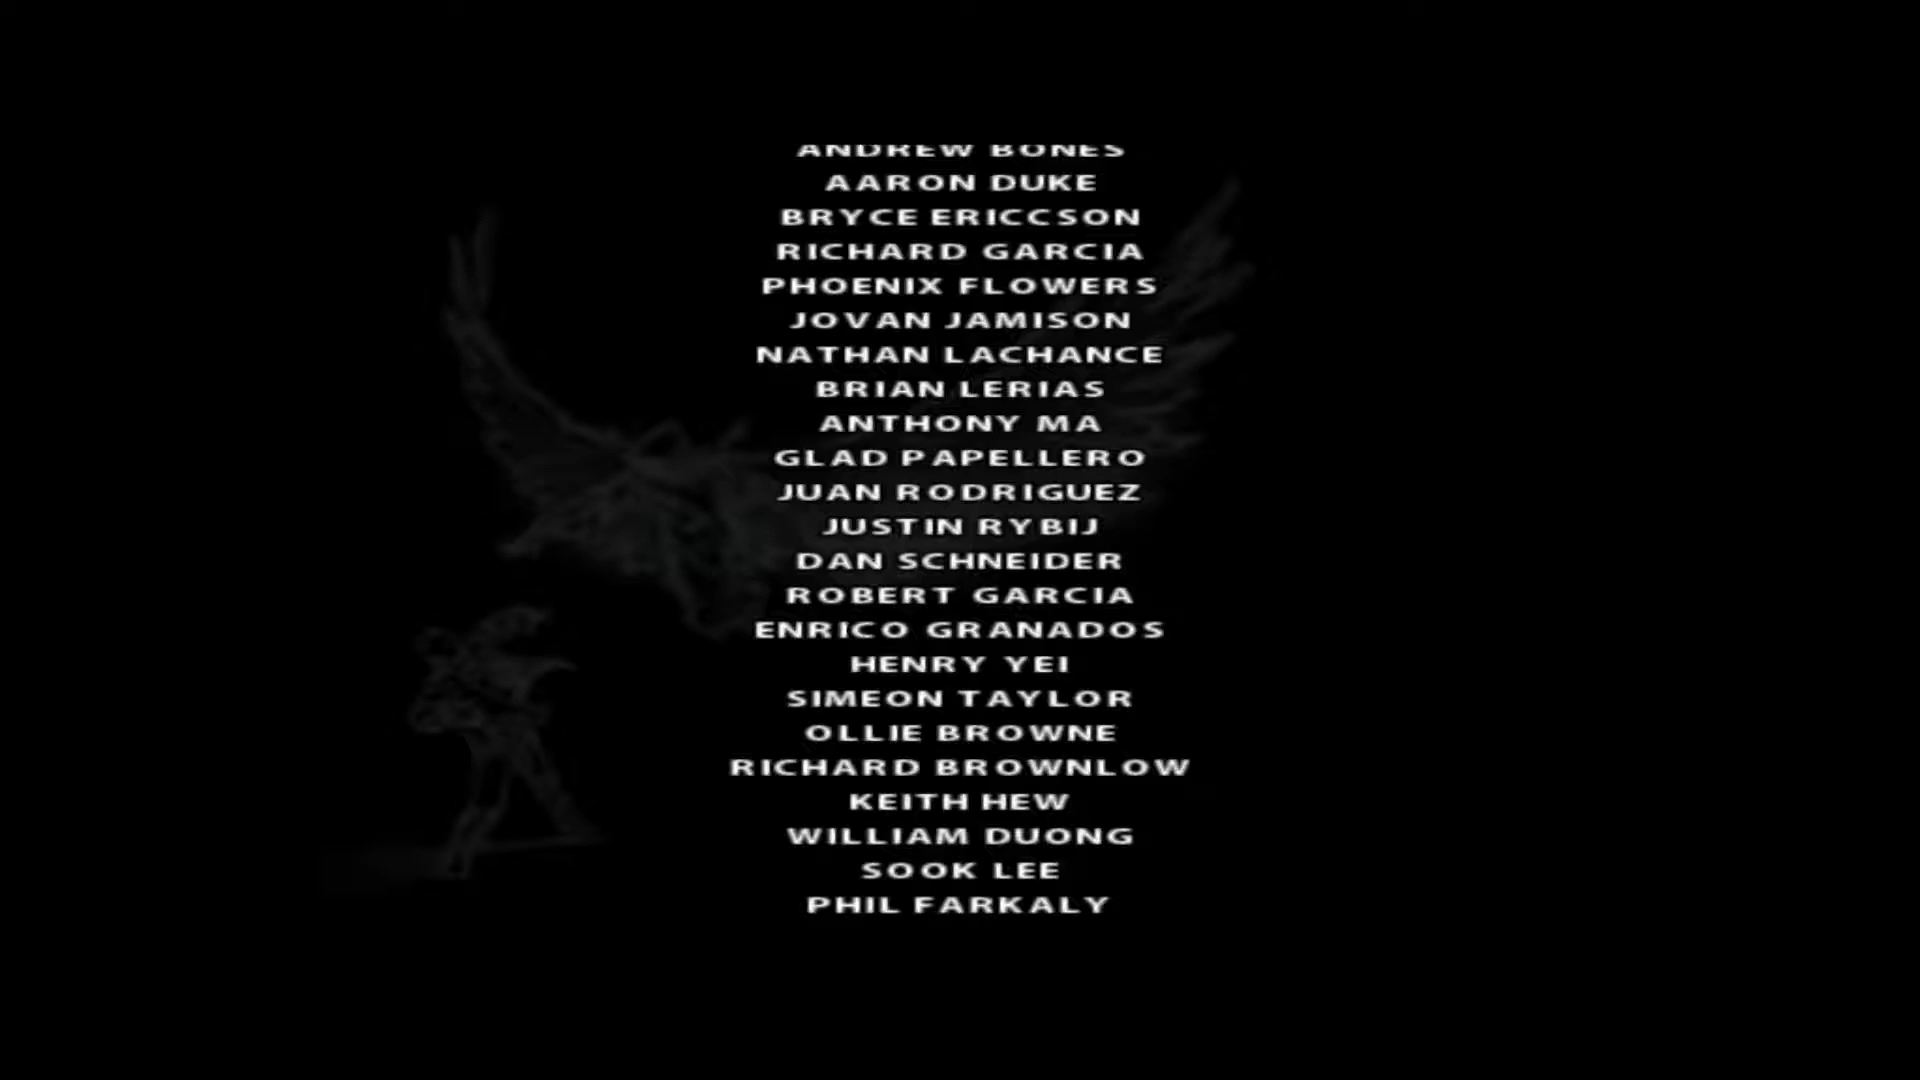 ANDREW BONES
AARON DUKE
BRYCE ERICCSON
RICHARD GARCIA
PHOENIX FLOWERS
JOVAN JAMISON
NATHAN LACHANCE
BRIAN LERIAS
ANTHONY MA
GLAD PAPELLERO
JUAN RODRIGUEZ
JUSTIN RYBIJ
DAN SCHNEIDER
ROBERT GARCIA
ENRICO GRANADOS
HENRY YEI
SIMEON TAYLOR
OLLIE BROWNE
RICHARD BROWNLOW
KEITH HEW
WILLIAM DUONG
SOOK LEE
PHIL FARKALY